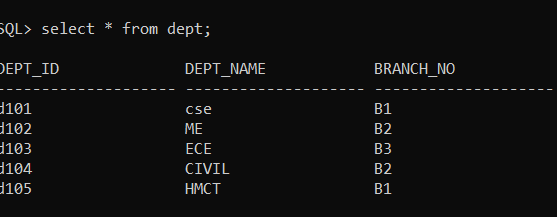 SQL> select * from dept;
DEPT_ID DEPT_NAME BRANCH_NO
-------------------- -------------------- --------------------
d101 cse B1
d102 ME B2
d103 ECE B3
d104 CIVIL B2
d105 HMCT B1